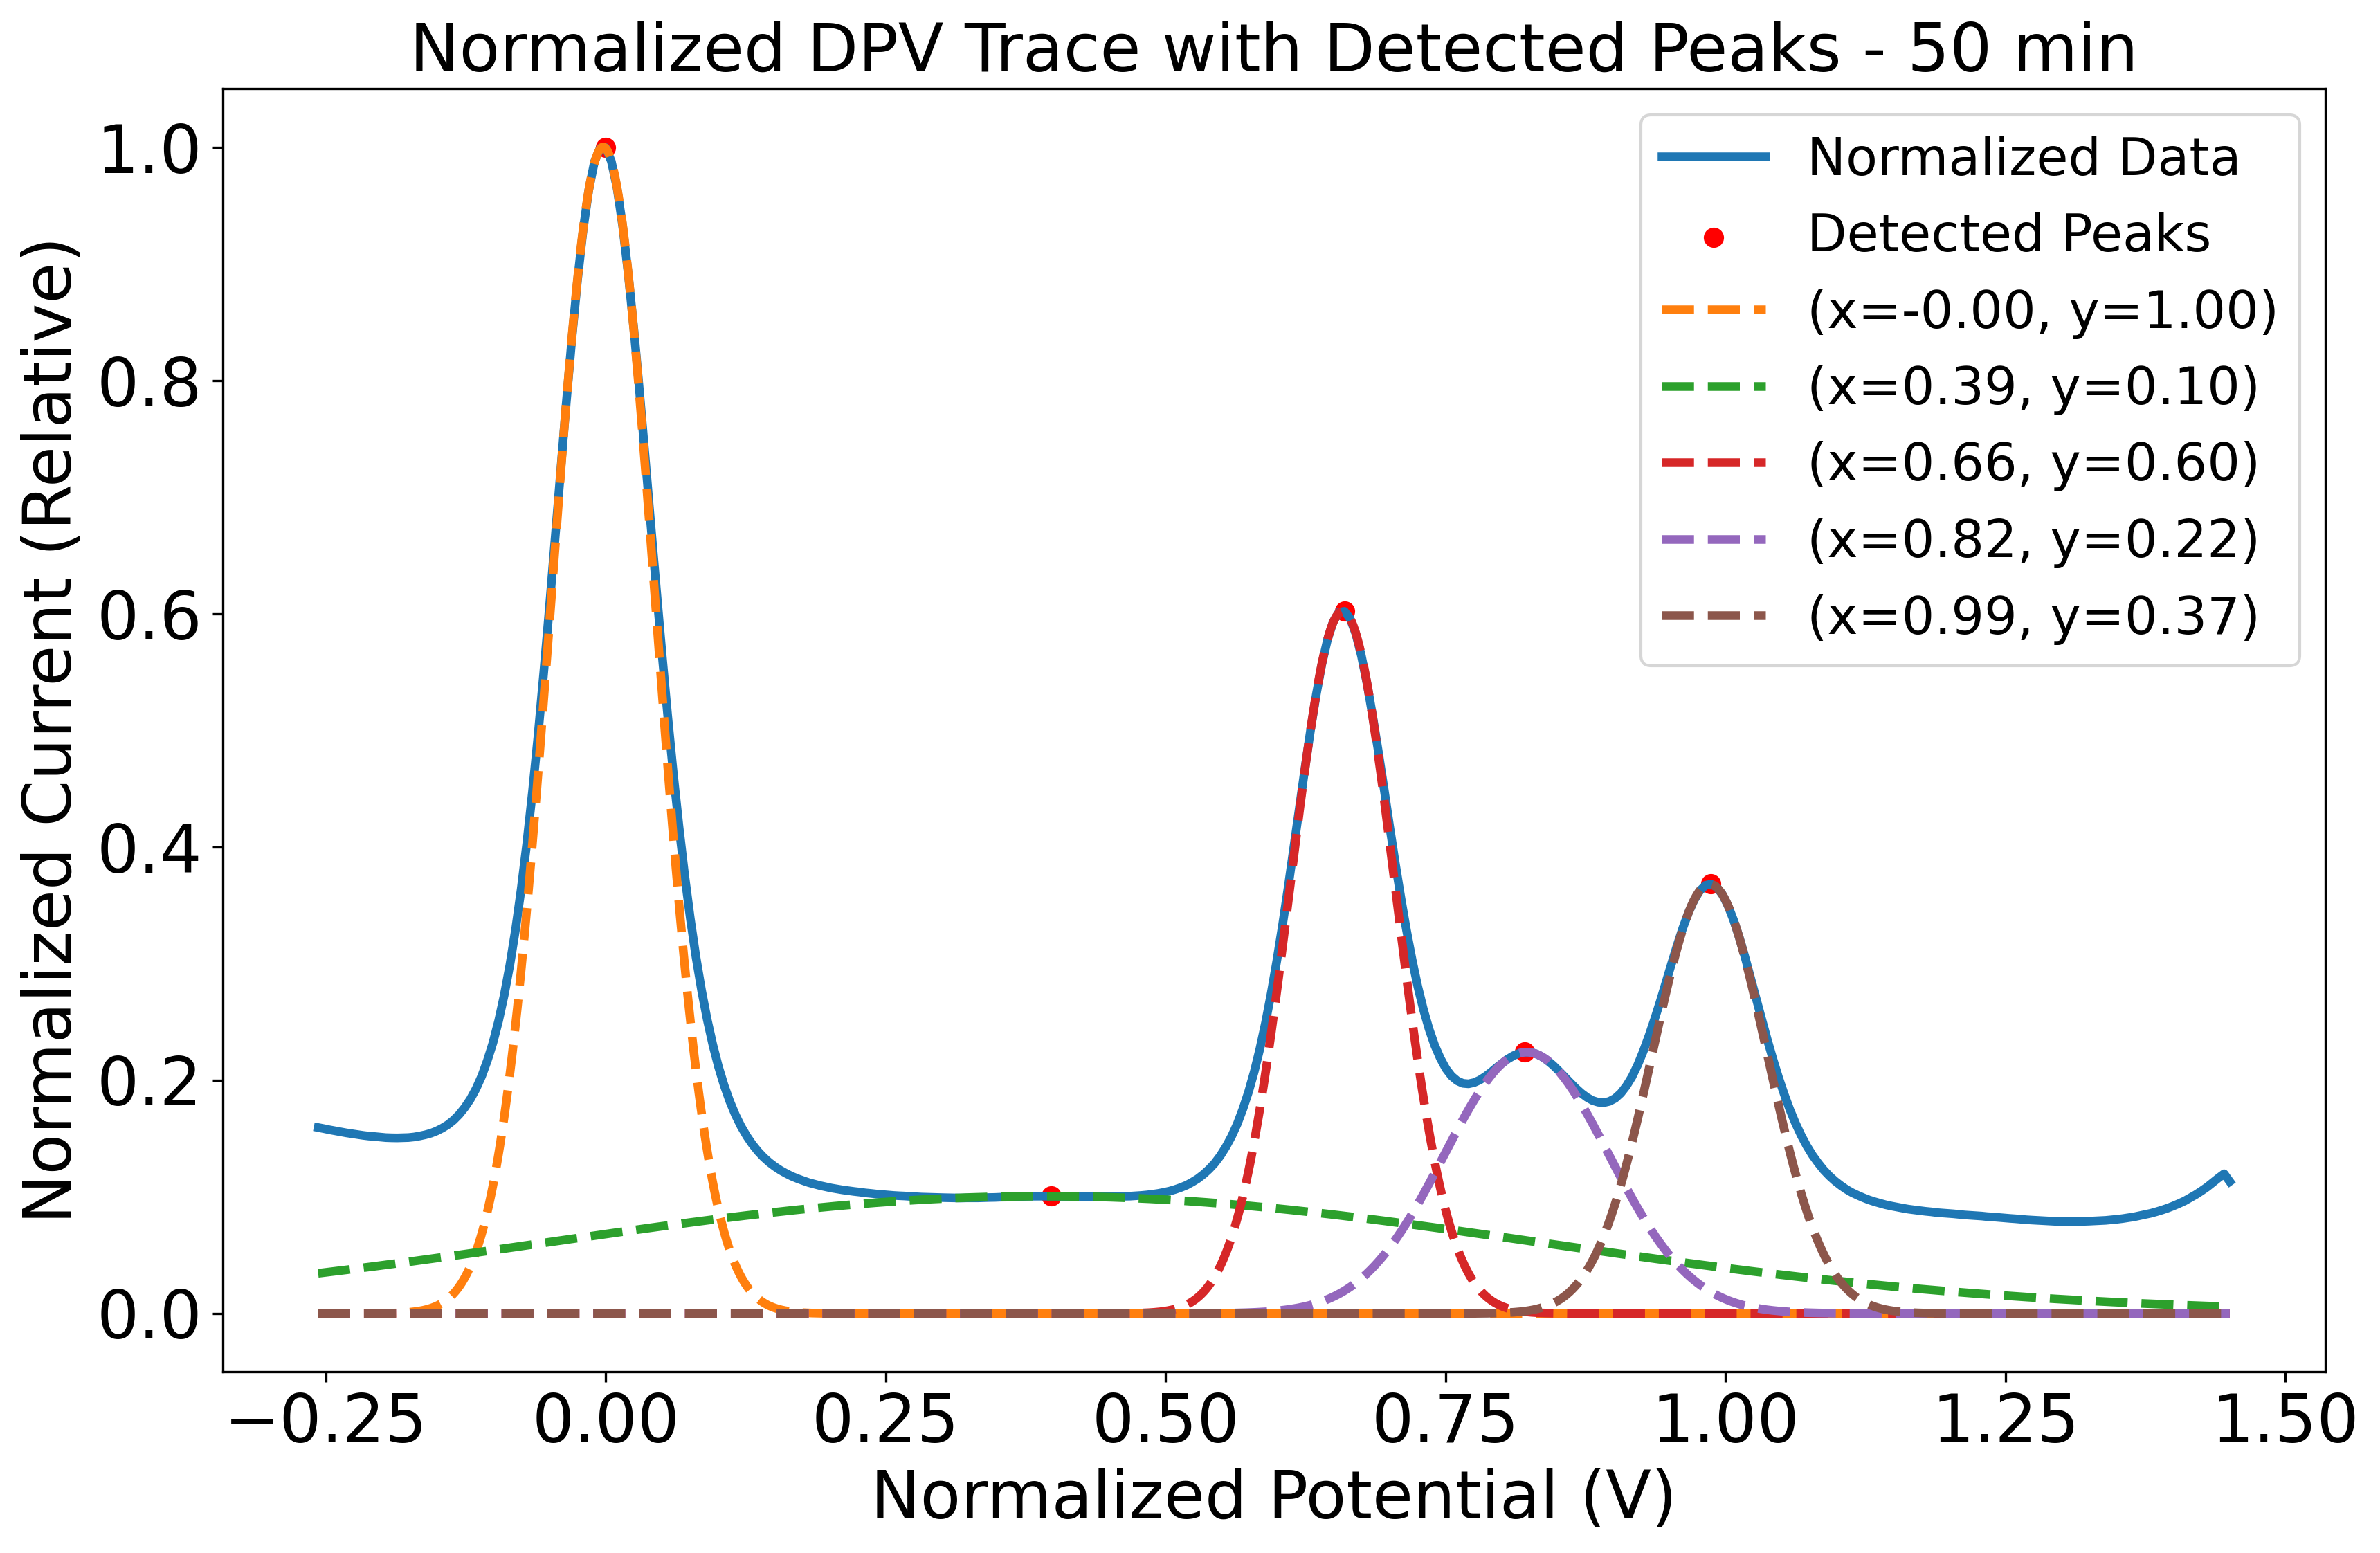 Normalized DPV Trace with Detected Peaks - 50 min
Normalized Current (Relative)
1.0
0.8
0.6
0.4
0.2
0.0
Normalized Data
Detected Peaks
(x=-0.00, y=1.00)
(x=0.39, y=0.10)
(x=0.66, y=0.60)
(x=0.82, y=0.22)
(x=0.99, y=0.37)
−0.25 0.00 0.25 0.50 0.75 1.00 1.25 1.50
Normalized Potential (V)